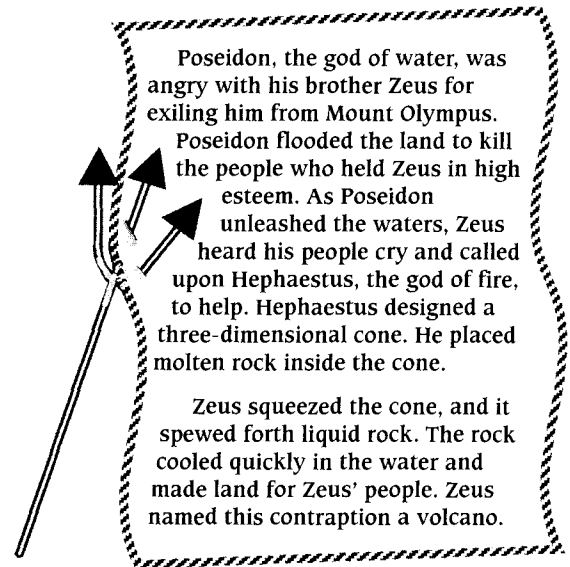 Poseidon, the god of water, was
angry with his brother Zeus for
exiling him from Mount Olympus.
Poseidon flooded the land to kill
the people who held Zeus in high
esteem. As Poseidon
unleashed the waters, Zeus
heard his people cry and called
upon Hephaestus, the god of fire,
to help. Hephaestus designed a
three-dimensional cone. He placed
molten rock inside the cone.
Zeus squeezed the cone, and it
spewed forth liquid rock. The rock
cooled quickly in the water and
made land for Zeus' people. Zeus
named this contraption a volcano.